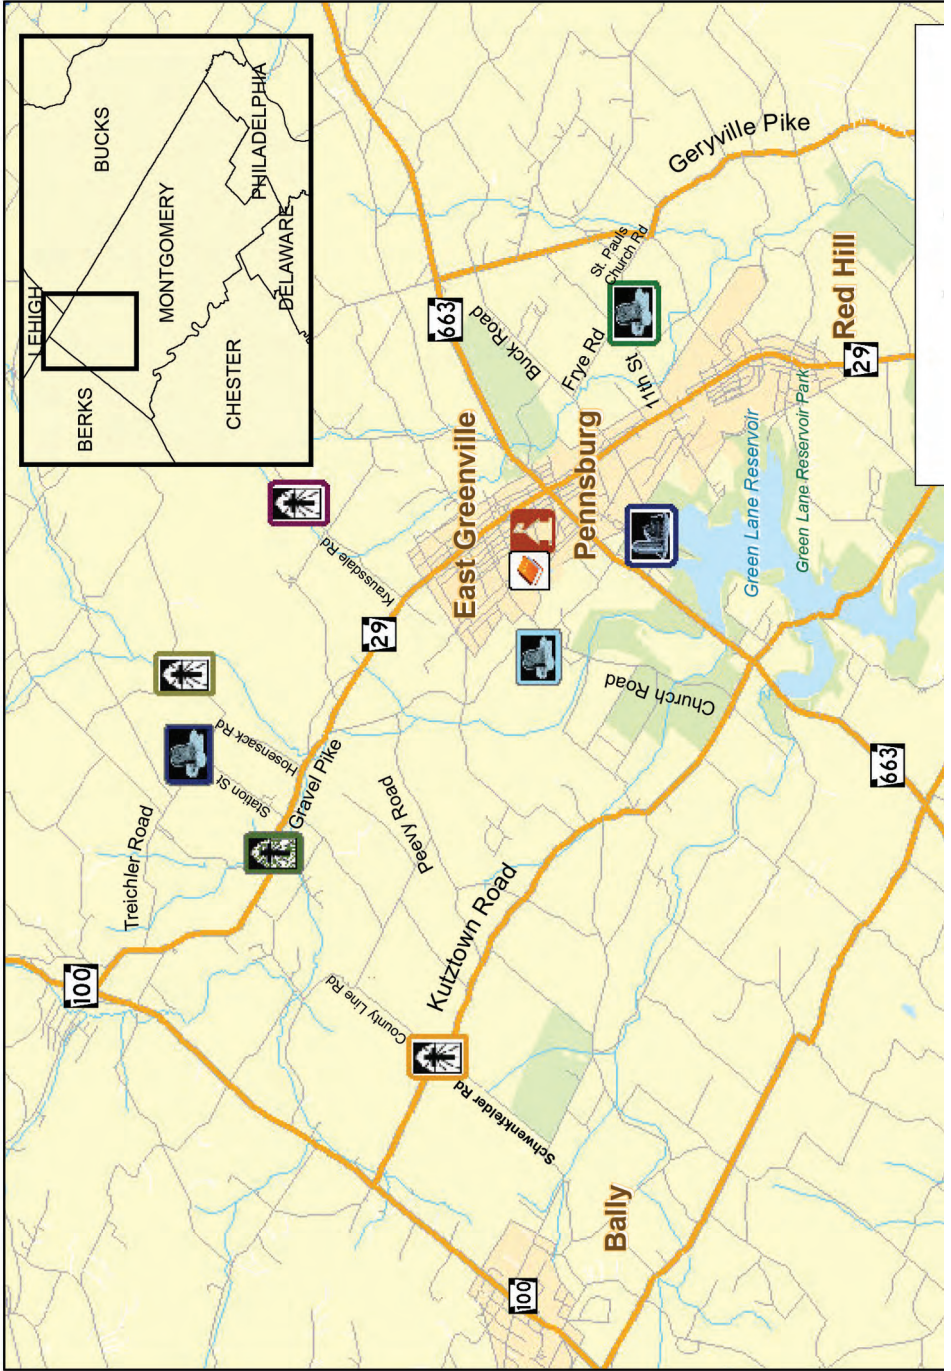 LEHIGH
BUCKS
BERKS
MONTGOMERY
PHILADELPHIA
DELAWARE
CHESTER
Geryville Pike
St. Pauls
Church Rd
663
Buck Road
Frye Rd
11th St
Red Hill
29
East Greenville
Pennsburg
Green Lane Reservoir
Green Lane Reservoir Park
Kraussdale Rd
29
Church Road
663
Hosensack Rd
Station St
Gravel Pike
Treichler Road
Peevy Road
100
Kutztown Road
County Line Rd
Schwenkfelder Rd
Bally
100